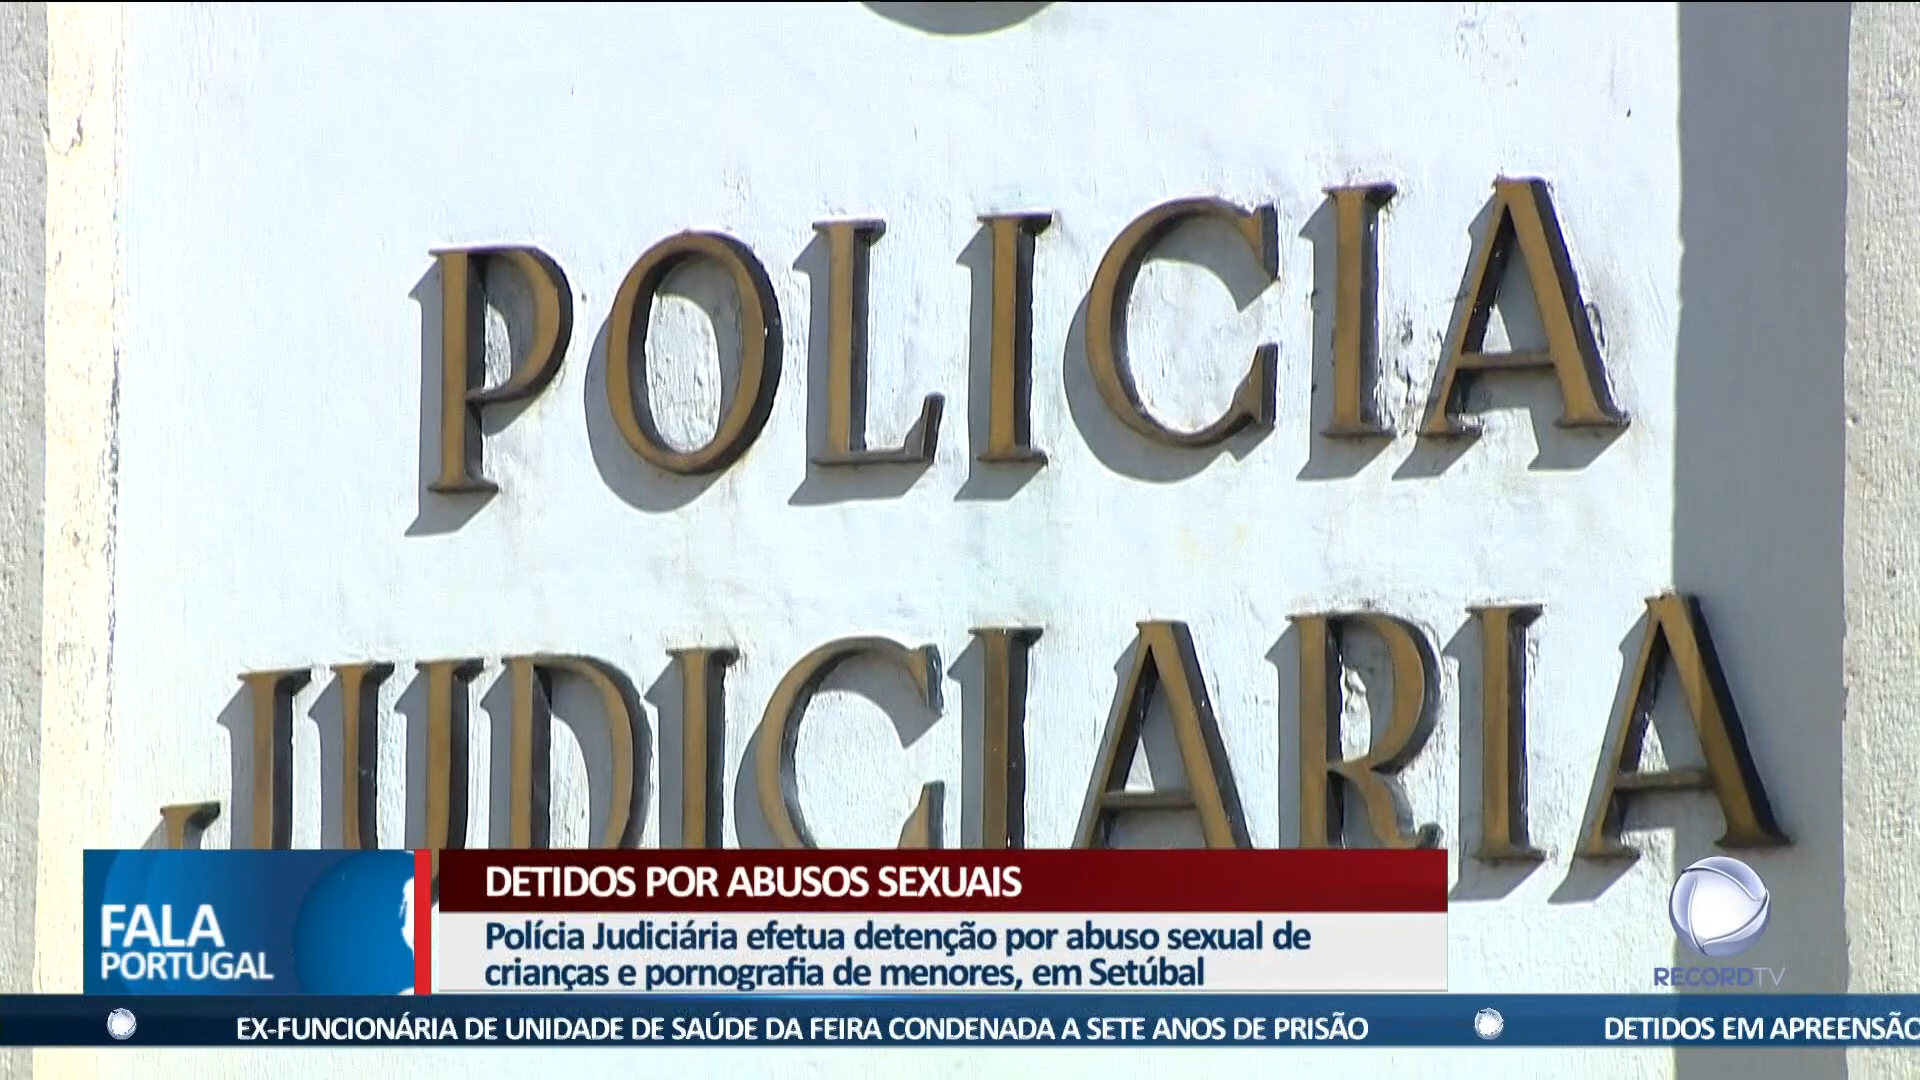 POLICIA
JUDICIARIA
FALA
PORTUGAL
DETIDOS POR ABUSOS SEXUAIS
Polícia Judiciária efetua detenção por abuso sexual de
crianças e pornografia de menores, em Setúbal
RECORD TV
EX-FUNCIONÁRIA DE UNIDADE DE SAÚDE DA FEIRA CONDENADA A SETE ANOS DE PRISÃO
DETIDOS EM APREENSÃO